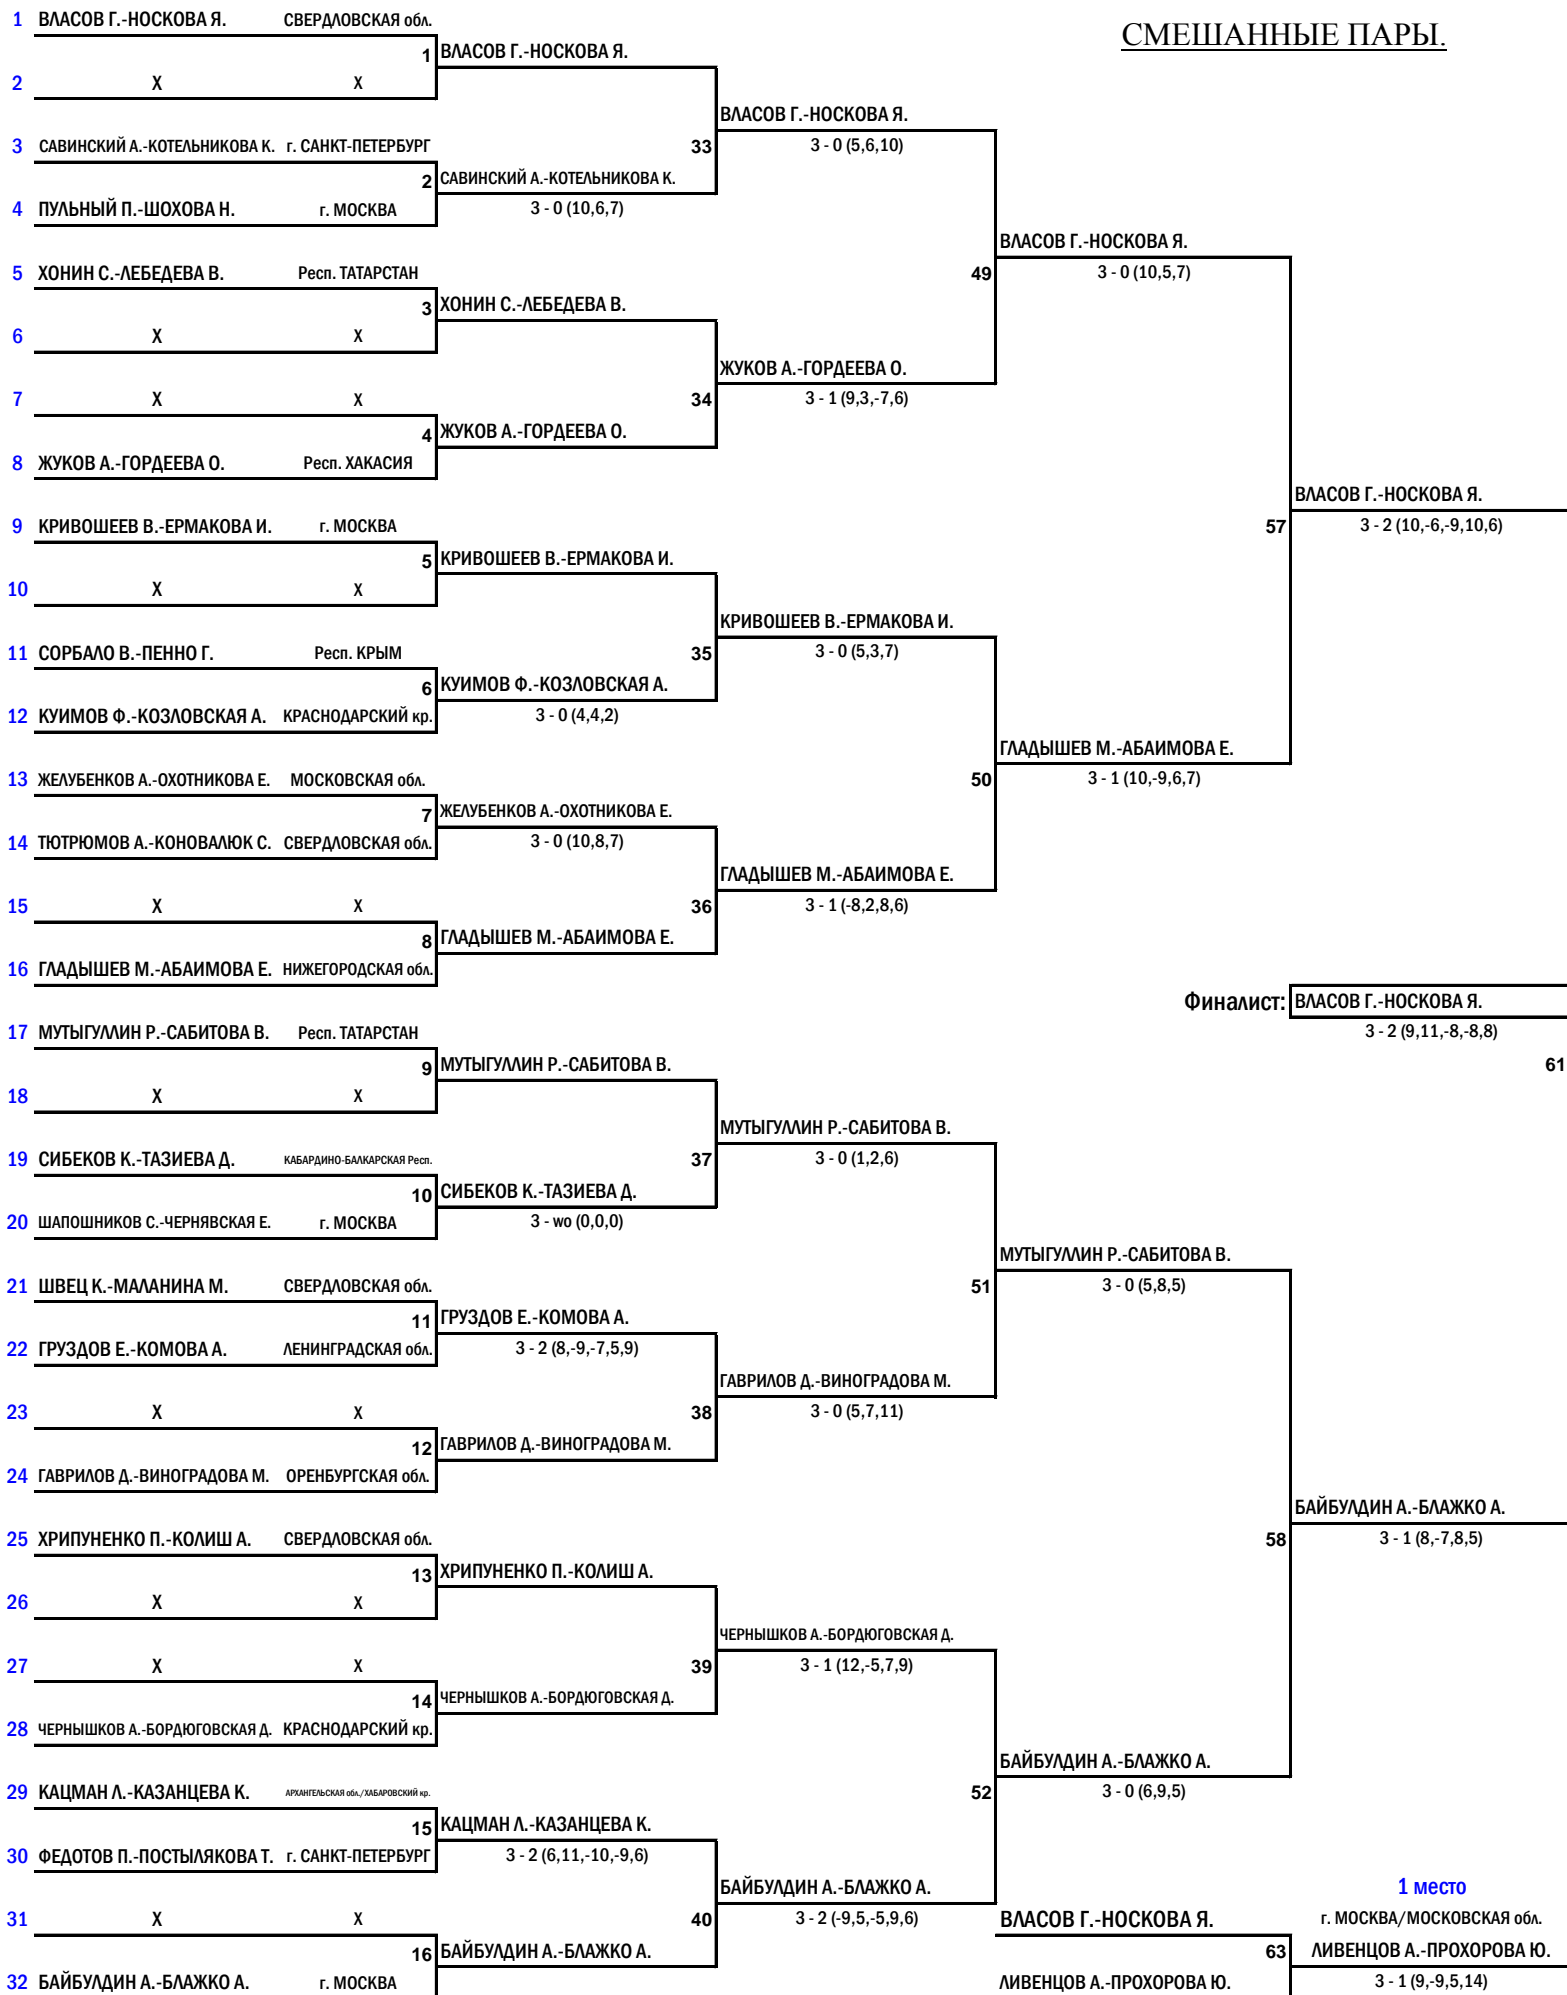 СМЕШАННЫЕ ПАРЫ.
1 ВЛАСОВ Г.-НОСКОВА Я. СВЕРДЛОВСКАЯ обл.
1 ВЛАСОВ Г.-НОСКОВА Я.
2 X X
ВЛАСОВ Г.-НОСКОВА Я.
3 САВИНСКИЙ А.-КОТЕЛЬНИКОВА К. г. САНКТ-ПЕТЕРБУРГ 33 3 - 0 (5,6,10)
2 САВИНСКИЙ А.-КОТЕЛЬНИКОВА К.
4 ПУЛЬНЫЙ П.-ШОХОВА Н. г. МОСКВА 3 - 0 (10,6,7)
ВЛАСОВ Г.-НОСКОВА Я.
5 ХОНИН С.-ЛЕБЕДЕВА В. Респ. ТАТАРСТАН 49 3 - 0 (10,5,7)
3 ХОНИН С.-ЛЕБЕДЕВА В.
6 X X
ЖУКОВ А.-ГОРДЕЕВА О.
7 X X 34 3 - 1 (9,3,-7,6)
4 ЖУКОВ А.-ГОРДЕЕВА О.
8 ЖУКОВ А.-ГОРДЕЕВА О. Респ. ХАКАСИЯ
ВЛАСОВ Г.-НОСКОВА Я.
9 КРИВОШЕЕВ В.-ЕРМАКОВА И. г. МОСКВА 57 3 - 2 (10,-6,-9,10,6)
5 КРИВОШЕЕВ В.-ЕРМАКОВА И.
10 X X
КРИВОШЕЕВ В.-ЕРМАКОВА И.
11 СОРБАЛО В.-ПЕННО Г. Респ. КРЫМ 35 3 - 0 (5,3,7)
6 КУИМОВ Ф.-КОЗЛОВСКАЯ А.
12 КУИМОВ Ф.-КОЗЛОВСКАЯ А. КРАСНОДАРСКИЙ кр. 3 - 0 (4,4,2)
ГЛАДЫШЕВ М.-АБАИМОВА Е.
13 ЖЕЛУБЕНКОВ А.-ОХОТНИКОВА Е. МОСКОВСКАЯ обл. 50 3 - 1 (10,-9,6,7)
7 ЖЕЛУБЕНКОВ А.-ОХОТНИКОВА Е.
14 ТЮТРЮМОВ А.-КОНОВАЛЮК С. СВЕРДЛОВСКАЯ обл. 3 - 0 (10,8,7)
ГЛАДЫШЕВ М.-АБАИМОВА Е.
15 X X 36 3 - 1 (-8,2,8,6)
8 ГЛАДЫШЕВ М.-АБАИМОВА Е.
16 ГЛАДЫШЕВ М.-АБАИМОВА Е. НИЖЕГОРОДСКАЯ обл.
Финалист: ВЛАСОВ Г.-НОСКОВА Я.
17 МУТЫГУЛЛИН Р.-САБИТОВА В. Респ. ТАТАРСТАН 3 - 2 (9,11,-8,-8,8)
9 МУТЫГУЛЛИН Р.-САБИТОВА В. 61
18 X X
МУТЫГУЛЛИН Р.-САБИТОВА В.
19 СИБЕКОВ К.-ТАЗИЕВА Д. КАБАРДИНО-БАЛКАРСКАЯ Респ. 37 3 - 0 (1,2,6)
10 СИБЕКОВ К.-ТАЗИЕВА Д.
20 ШАПОШНИКОВ С.-ЧЕРНЯВСКАЯ Е. г. МОСКВА 3 - wo (0,0,0)
МУТЫГУЛЛИН Р.-САБИТОВА В.
21 ШВЕЦ К.-МАЛАНИНА М. СВЕРДЛОВСКАЯ обл. 51 3 - 0 (5,8,5)
11 ГРУЗДОВ Е.-КОМОВА А.
22 ГРУЗДОВ Е.-КОМОВА А. ЛЕНИНГРАДСКАЯ обл. 3 - 2 (8,-9,-7,5,9)
ГАВРИЛОВ Д.-ВИНОГРАДОВА М.
23 X X 38 3 - 0 (5,7,11)
12 ГАВРИЛОВ Д.-ВИНОГРАДОВА М.
24 ГАВРИЛОВ Д.-ВИНОГРАДОВА М. ОРЕНБУРГСКАЯ обл.
БАЙБУЛДИН А.-БЛАЖКО А.
25 ХРИПУНЕНКО П.-КОЛИШ А. СВЕРДЛОВСКАЯ обл. 58 3 - 1 (8,-7,8,5)
13 ХРИПУНЕНКО П.-КОЛИШ А.
26 X X
ЧЕРНЫШКОВ А.-БОРДЮГОВСКАЯ Д.
27 X X 39 3 - 1 (12,-5,7,9)
14 ЧЕРНЫШКОВ А.-БОРДЮГОВСКАЯ Д.
28 ЧЕРНЫШКОВ А.-БОРДЮГОВСКАЯ Д. КРАСНОДАРСКИЙ кр.
БАЙБУЛДИН А.-БЛАЖКО А.
29 КАЦМАН Л.-КАЗАНЦЕВА К. АРХАНГЕЛЬСКАЯ обл./ХАБАРОВСКИЙ кр. 52 3 - 0 (6,9,5)
15 КАЦМАН Л.-КАЗАНЦЕВА К.
30 ФЕДОТОВ П.-ПОСТЫЛЯКОВА Т. г. САНКТ-ПЕТЕРБУРГ 3 - 2 (6,11,-10,-9,6)
БАЙБУЛДИН А.-БЛАЖКО А. 1 место
31 X X 40 3 - 2 (-9,5,-5,9,6) ВЛАСОВ Г.-НОСКОВА Я. г. МОСКВА/МОСКОВСКАЯ обл.
16 БАЙБУЛДИН А.-БЛАЖКО А. 63 ЛИВЕНЦОВ А.-ПРОХОРОВА Ю.
32 БАЙБУЛДИН А.-БЛАЖКО А. г. МОСКВА ЛИВЕНЦОВ А.-ПРОХОРОВА Ю. 3 - 1 (9,-9,5,14)